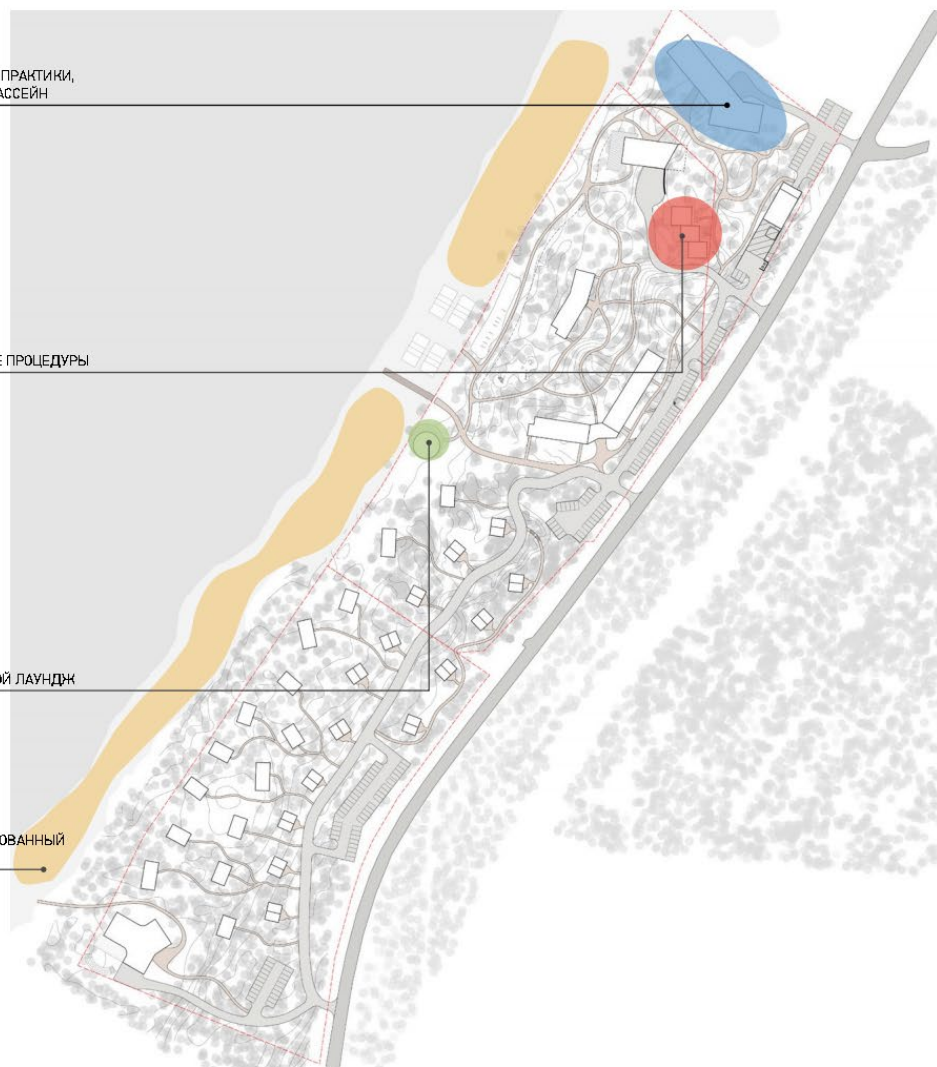 ПРАКТИКИ,
АССЕЙН
Е ПРОЦЕДУРЫ
ОЙ ЛАУНДЖ
ОВАННЫЙ